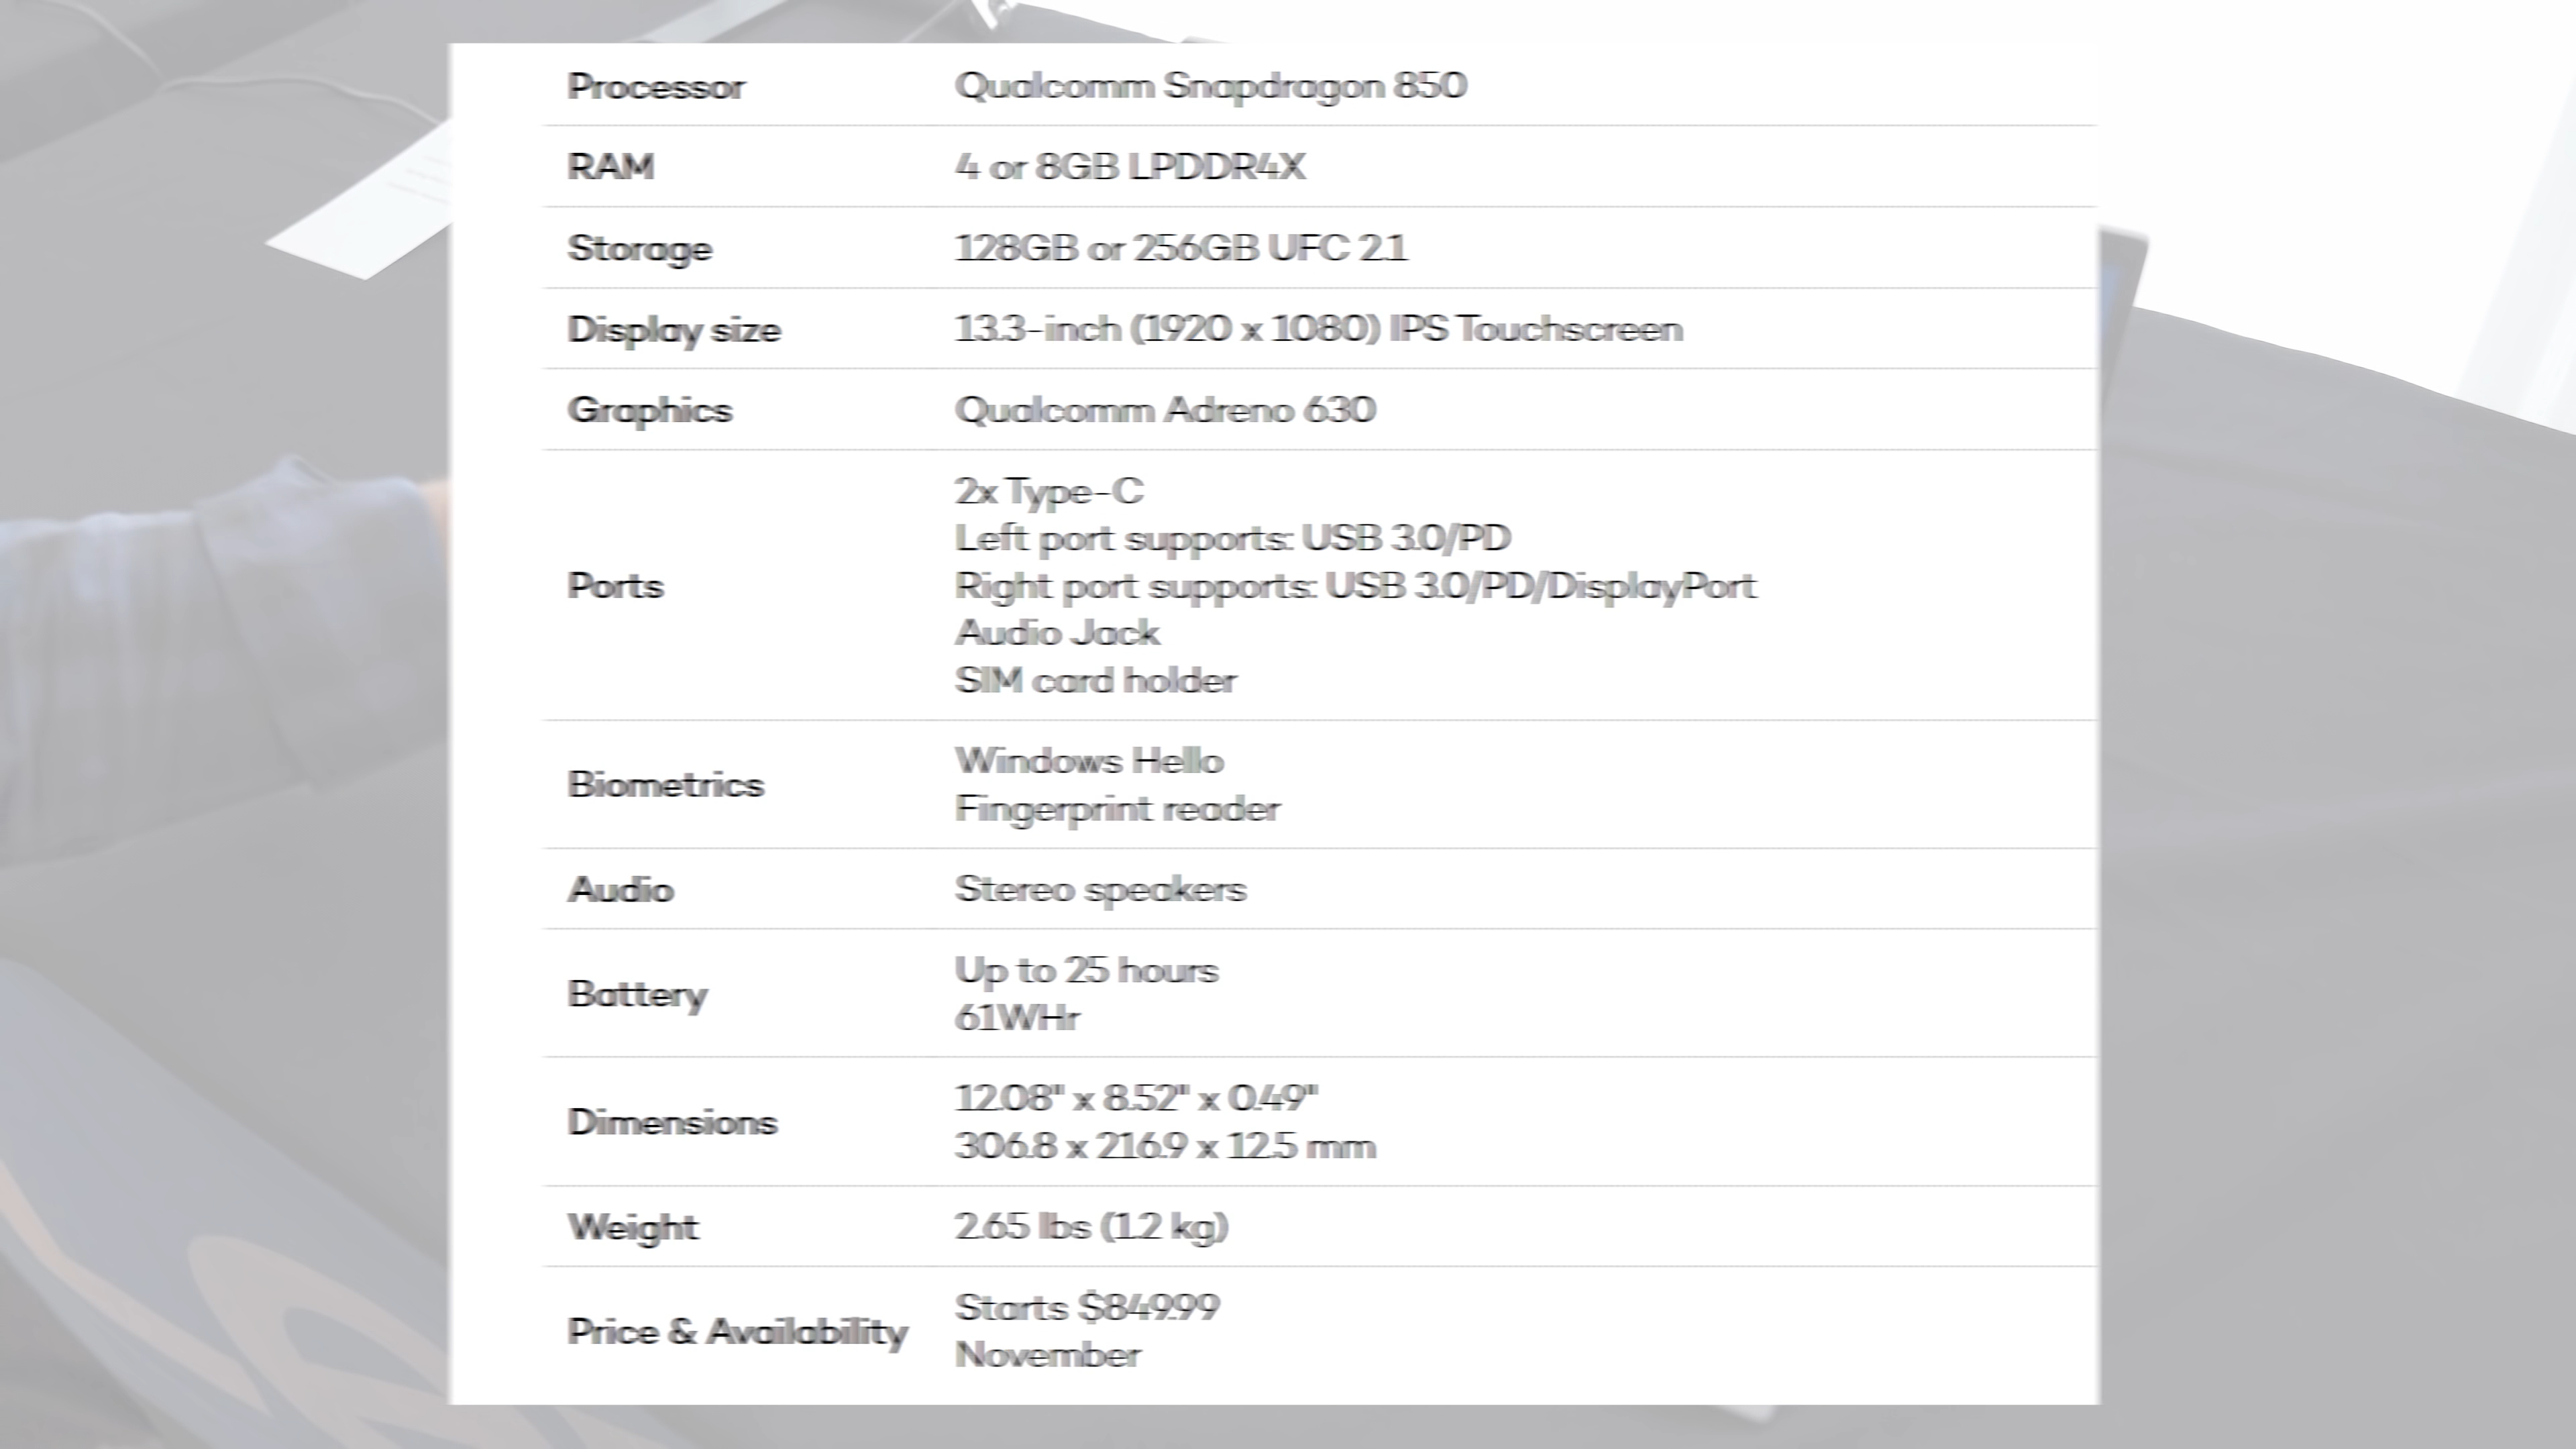 Processor Qualcomm Snapdragon 850
RAM 4 or 8GB LPDDR4X
Storage 128GB or 256GB UFC 2.1
Display size 13.3-inch (1920 x 1080) IPS Touchscreen
Graphics Qualcomm Adreno 630
Ports
2x Type-C
Left port supports: USB 3.0/PD
Right port supports: USB 3.0/PD/DisplayPort
Audio Jack
SIM card holder
Biometrics
Windows Hello
Fingerprint reader
Audio Stereo speakers
Battery
Up to 25 hours
61WHr
Dimensions
12.08" x 8.52" x 0.49"
306.8 x 216.9 x 12.5 mm
Weight 2.65 lbs (1.2 kg)
Price & Availability
Starts $849.99
November